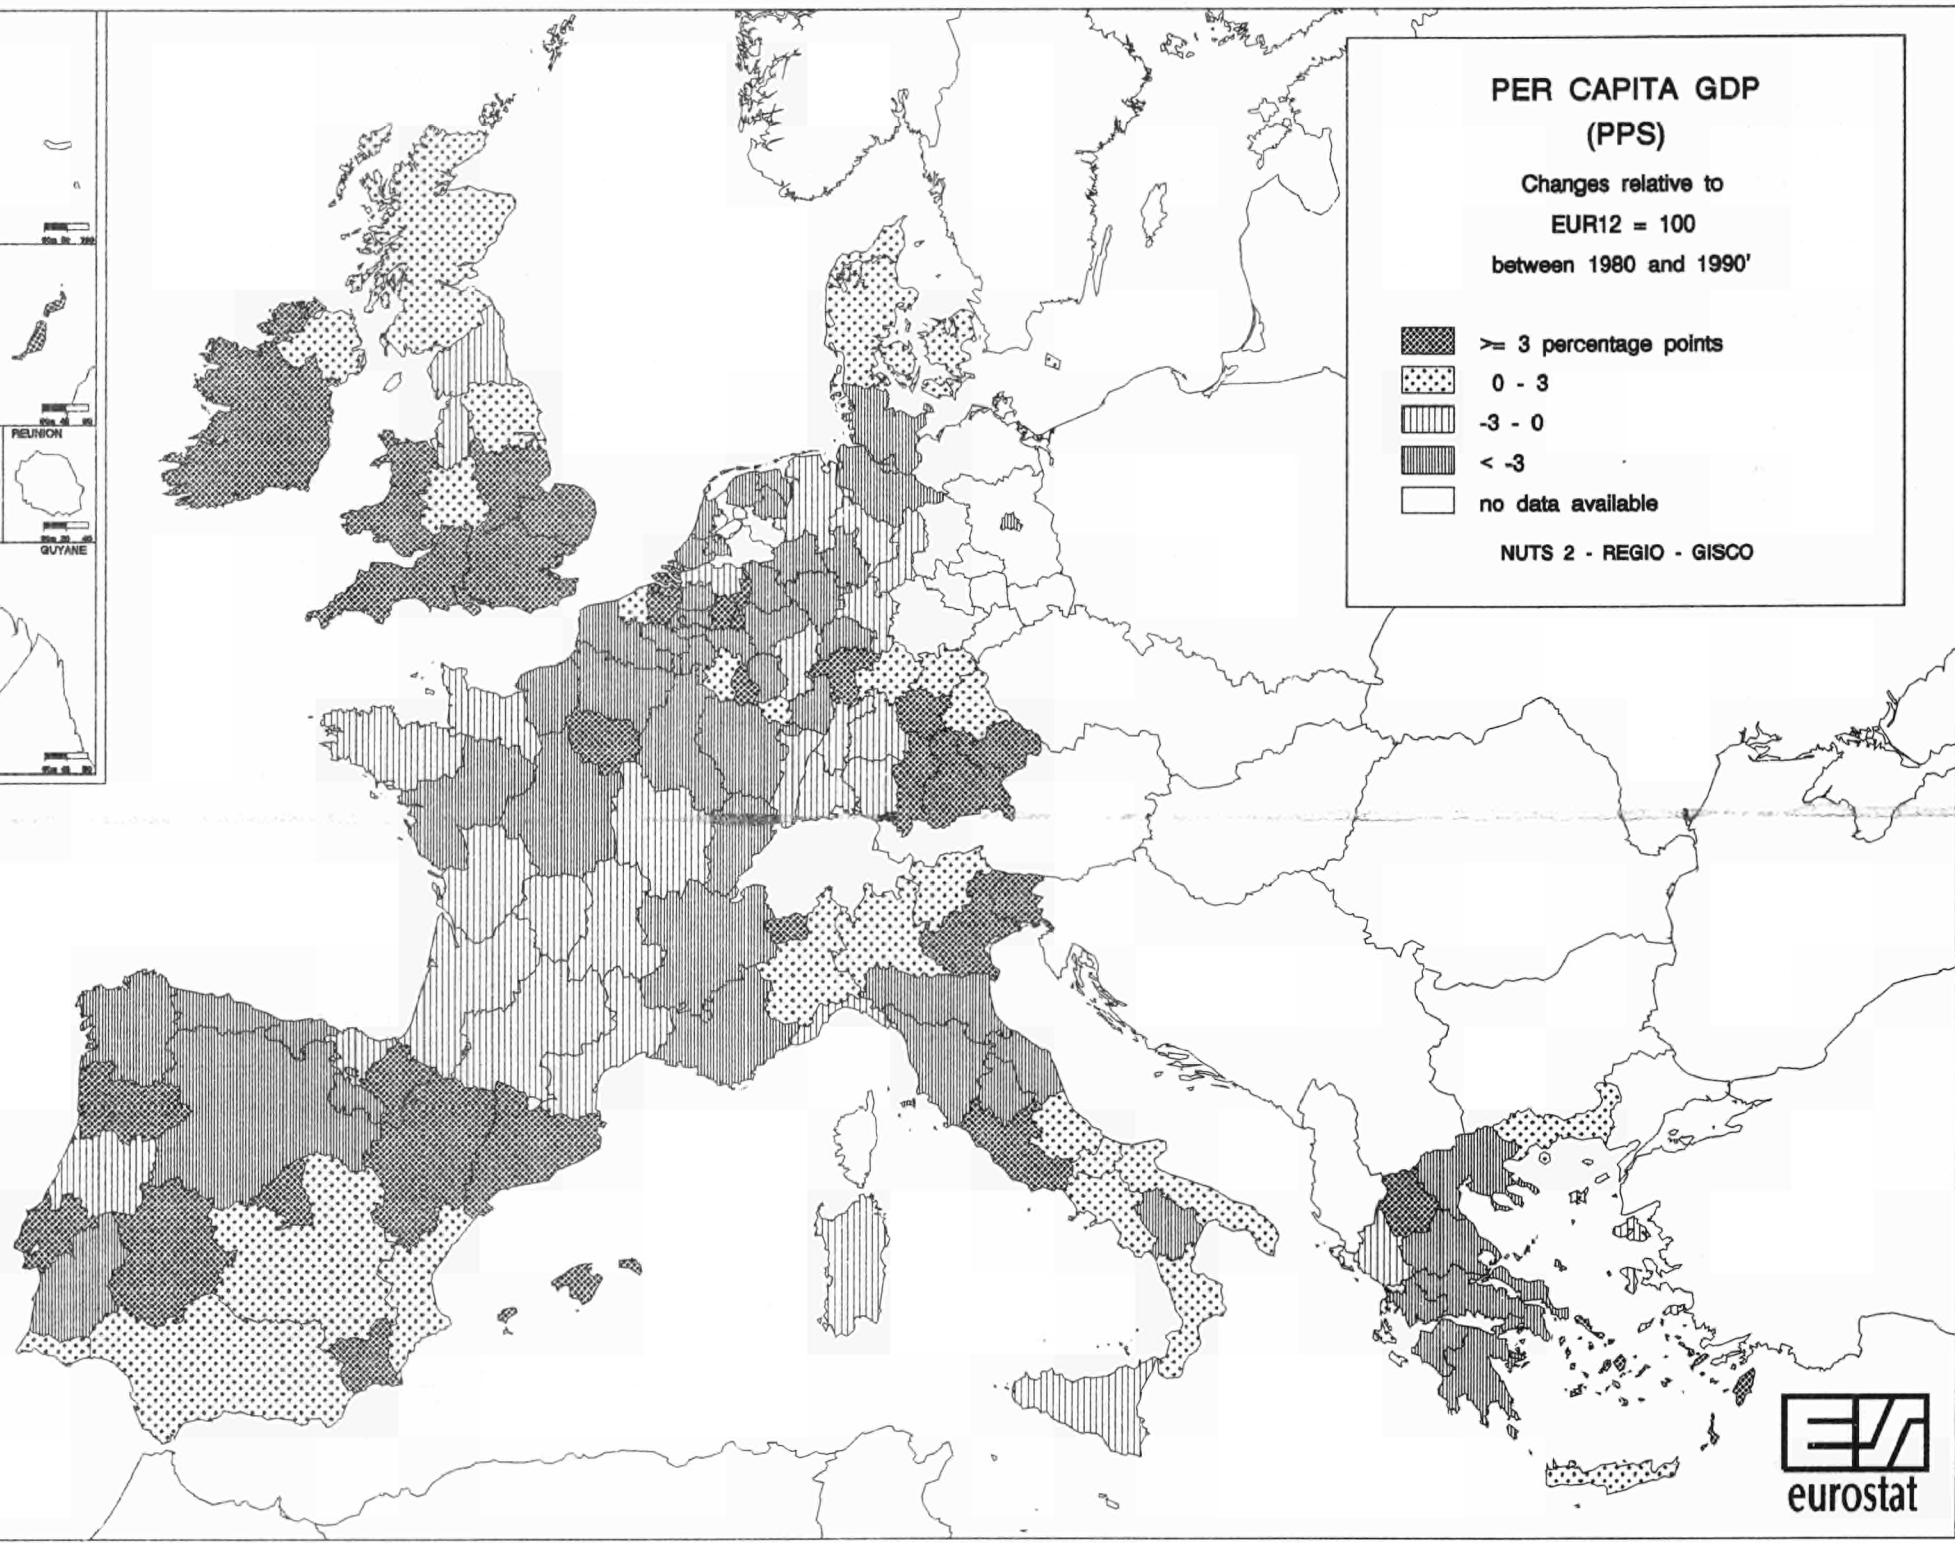 PER CAPITA GDP
(PPS)
Changes relative to
EUR12 = 100
between 1980 and 1990'
>= 3 percentage points
0 - 3
-3 - 0
< -3
no data available
NUTS 2 - REGIO - GISCO
REUNION
GUYANE
eurostat